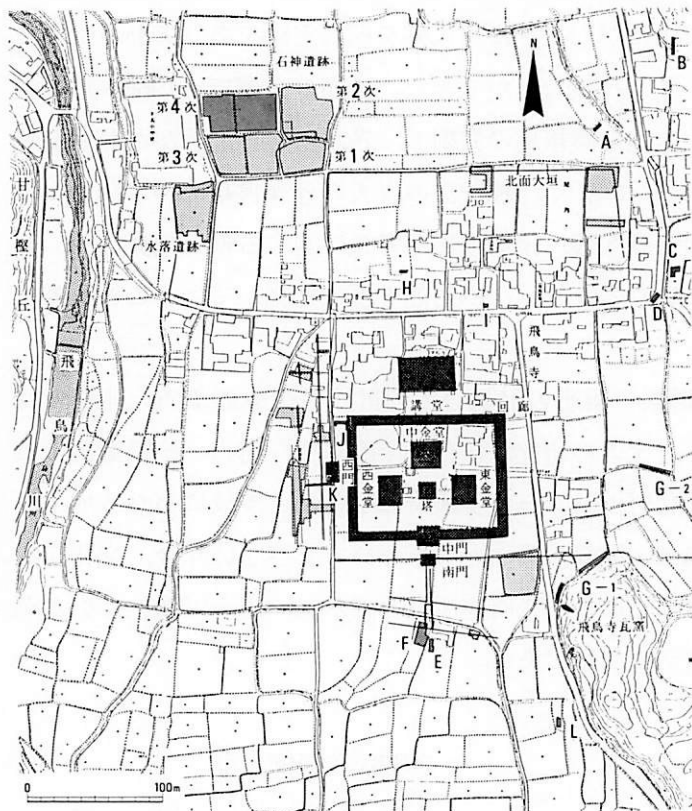 石神遺跡
N
B
第4次
第2次
A
第3次
第1次
北面大垣
水落遺跡
甘樫丘
H
C
D
飛鳥寺
飛鳥川
講堂
回廊
J
中金堂
西門
西金堂
塔
東金堂
K
G-2
中門
南門
G-1
飛鳥寺瓦窯
F
E
L
0
100m